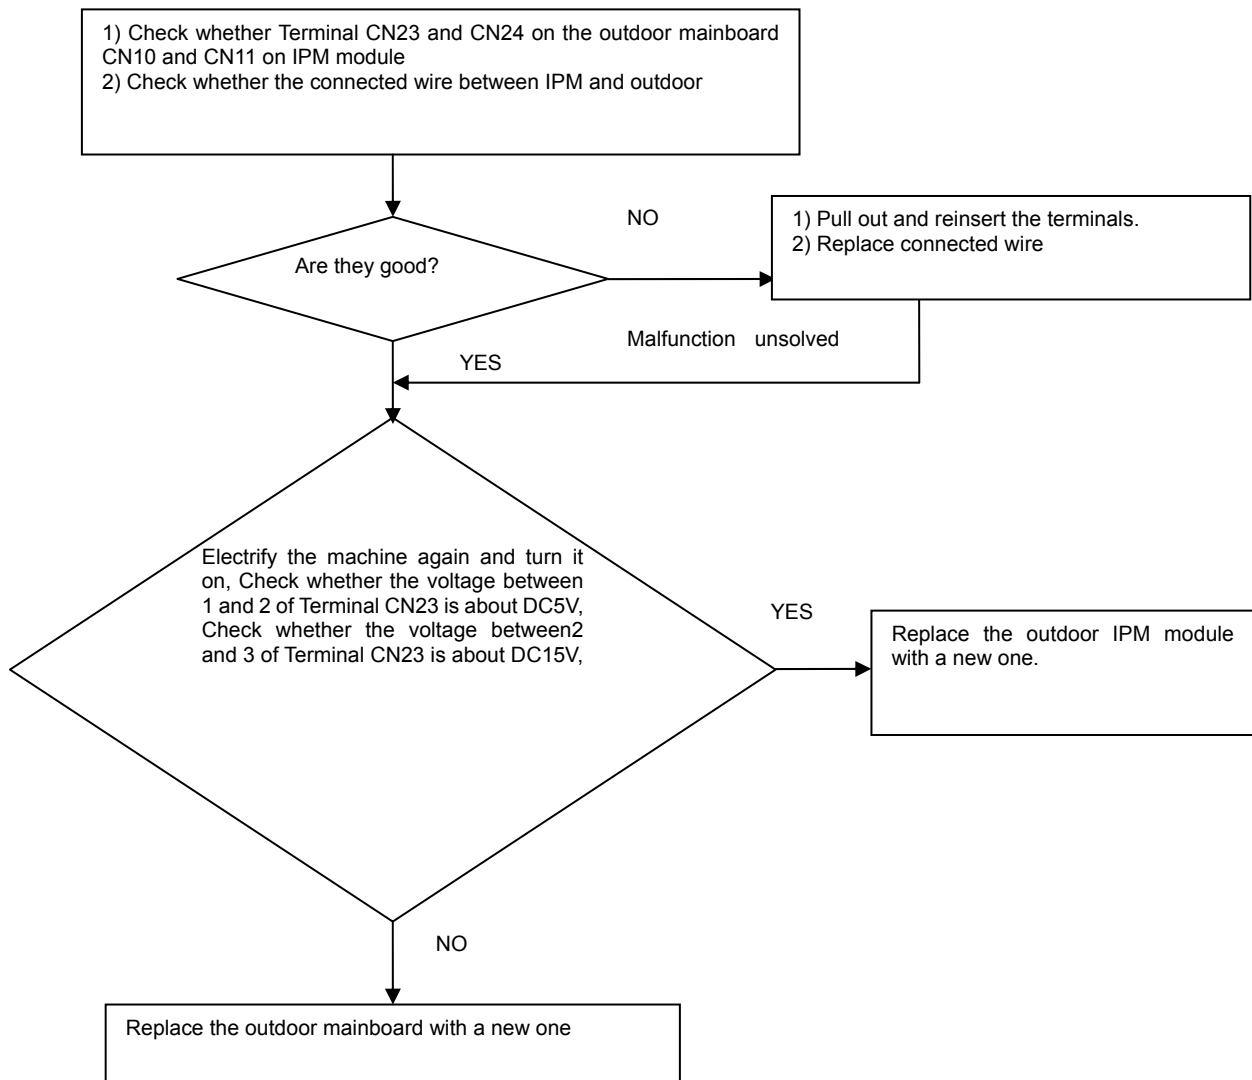 1) Check whether Terminal CN23 and CN24 on the outdoor mainboard
CN10 and CN11 on IPM module
2) Check whether the connected wire between IPM and outdoor
NO
1) Pull out and reinsert the terminals.
2) Replace connected wire
Are they good?
Malfunction unsolved
YES
Electrify the machine again and turn it
on, Check whether the voltage between
1 and 2 of Terminal CN23 is about DC5V,
Check whether the voltage between2
and 3 of Terminal CN23 is about DC15V,
YES
Replace the outdoor IPM module
with a new one.
NO
Replace the outdoor mainboard with a new one